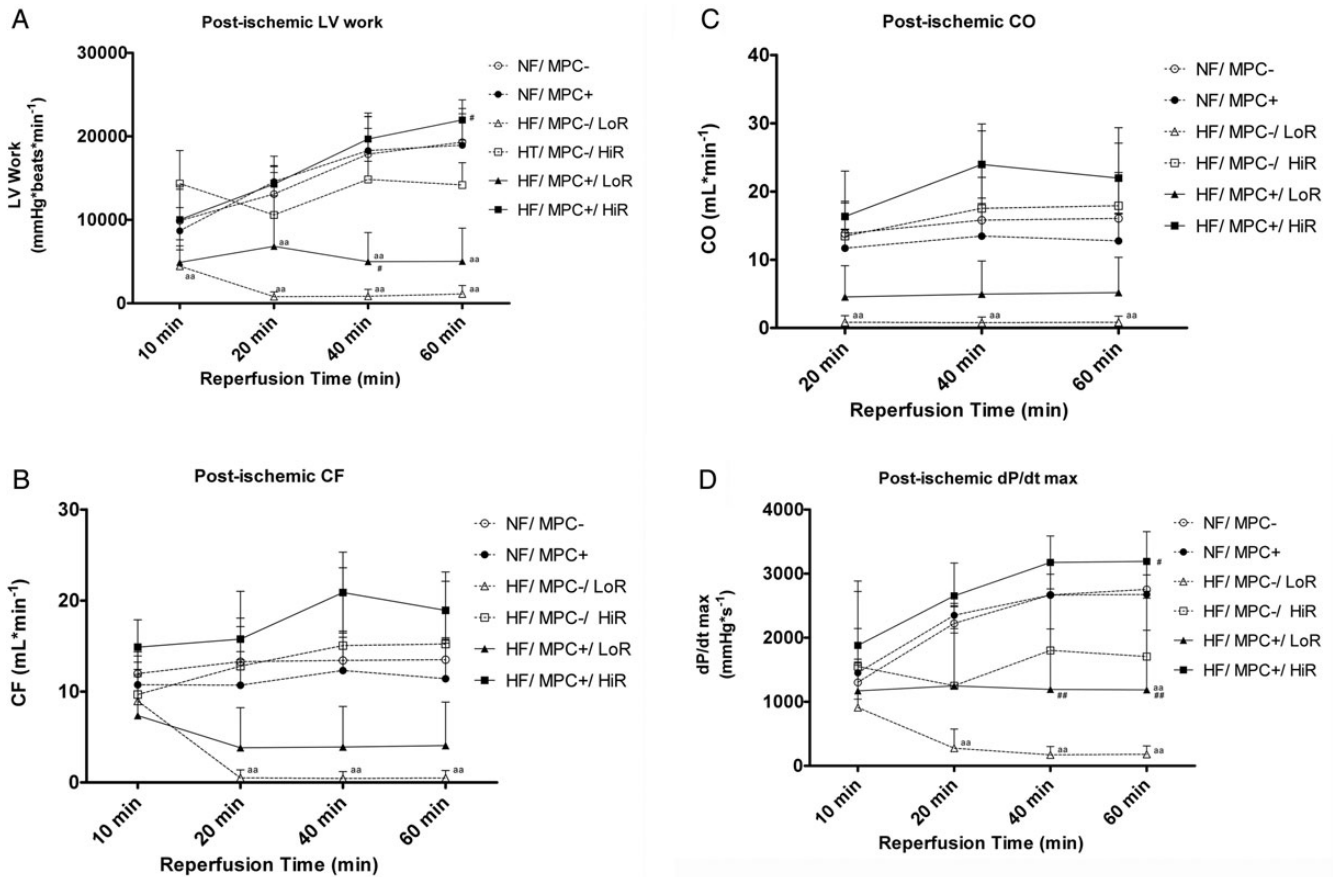 A
Post-ischemic LV work
LV Work
(mmHg*beats*min-1)
30000
20000
10000
0
10 min
20 min
40 min
60 min
Reperfusion Time (min)
NF/ MPC-
NF/ MPC+
HF/ MPC-/ LoR
HT/ MPC-/ HiR
HF/ MPC+/ LoR
HF/ MPC+/ HiR
#
aa
aa
aa
#
aa
aa
aa
aa
B
Post-ischemic CF
CF (mL*min-1)
30
20
10
0
10 min
20 min
40 min
60 min
Reperfusion Time (min)
NF/ MPC-
NF/ MPC+
HF/ MPC-/ LoR
HF/ MPC-/ HiR
HF/ MPC+/ LoR
HF/ MPC+/ HiR
aa
aa
aa
C
Post-ischemic CO
CO (mL*min-1)
40
30
20
10
0
20 min
40 min
60 min
Reperfusion Time (min)
NF/ MPC-
NF/ MPC+
HF/ MPC-/ LoR
HF/ MPC-/ HiR
HF/ MPC+/ LoR
HF/ MPC+/ HiR
aa
aa
aa
D
Post-ischemic dP/dt max
dP/dt max
(mmHg*s-1)
4000
3000
2000
1000
0
10 min
20 min
40 min
60 min
Reperfusion Time (min)
NF/ MPC-
NF/ MPC+
HF/ MPC-/ LoR
HF/ MPC-/ HiR
HF/ MPC+/ LoR
HF/ MPC+/ HiR
#
##
aa
##
aa
aa
aa